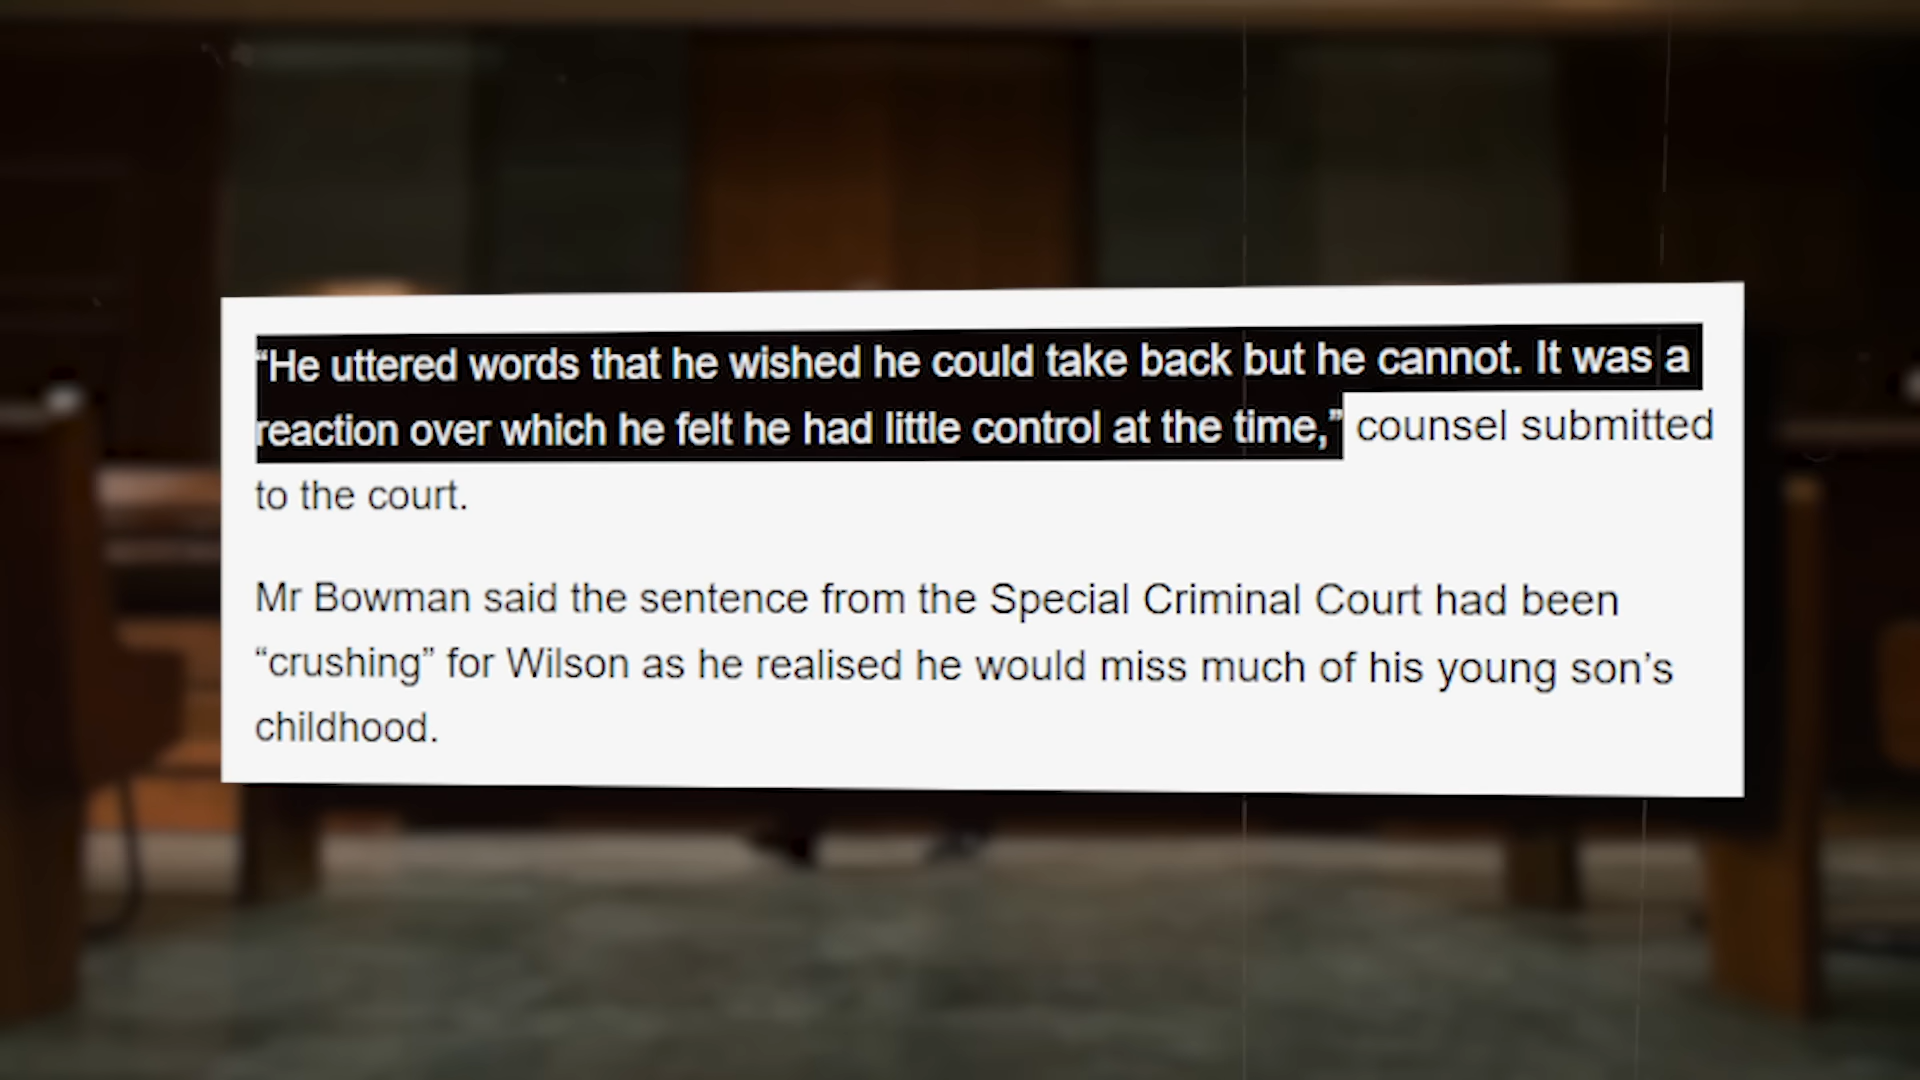 “He uttered words that he wished he could take back but he cannot. It was a
reaction over which he felt he had little control at the time,” counsel submitted
to the court.
Mr Bowman said the sentence from the Special Criminal Court had been
“crushing” for Wilson as he realised he would miss much of his young son’s
childhood.